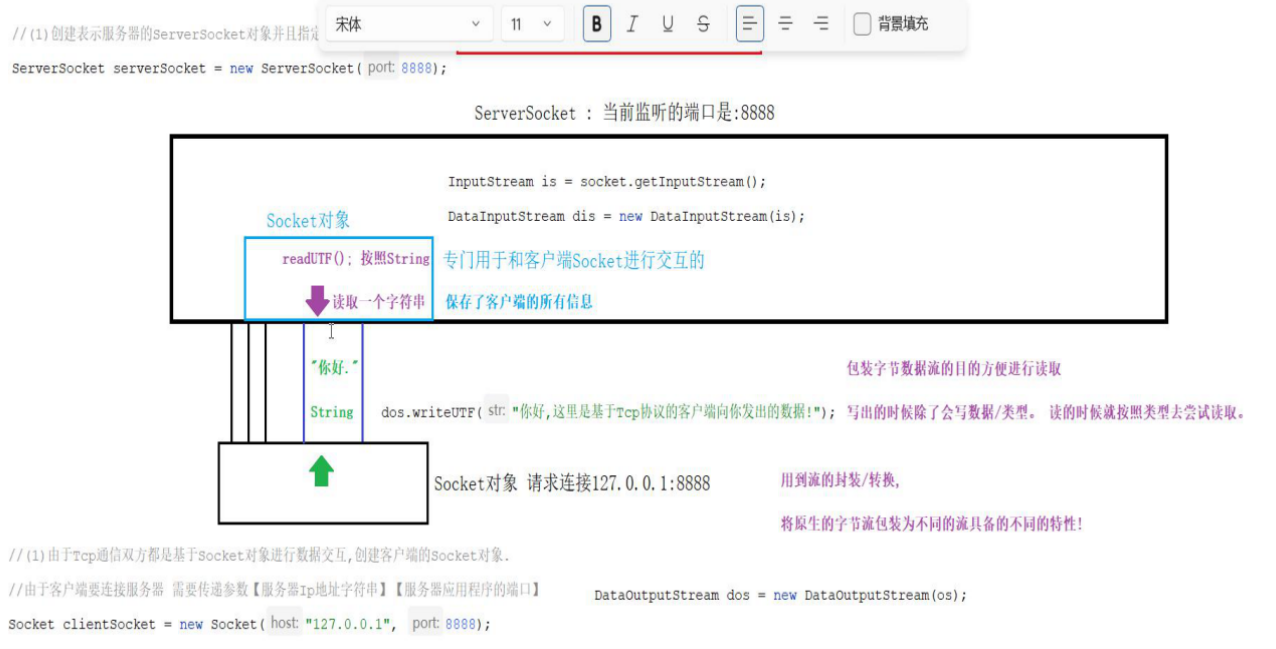 宋体
11
B
I
U
S
背景填充
//(1)创建表示服务器的ServerSocket对象并且指定
ServerSocket serverSocket = new ServerSocket( port: 8888);
ServerSocket : 当前监听的端口是:8888
InputStream is = socket.getInputStream();
DataInputStream dis = new DataInputStream(is);
Socket对象
readUTF(); 按照String
专门用于和客户端Socket进行交互的
读取一个字符串
保存了客户端的所有信息
"你好."
包装字节数据流的目的方便进行读取
String
dos.writeUTF( str: "你好,这里是基于Tcp协议的客户端向你发出的数据!");
写出的时候除了会写数据/类型。 读的时候就按照类型去尝试读取。
Socket对象 请求连接127.0.0.1:8888
用到流的封装/转换,
将原生的字节流包装为不同的流具备的不同的特性!
//(1)由于Tcp通信双方都是基于Socket对象进行数据交互,创建客户端的Socket对象.
//由于客户端要连接服务器 需要传递参数【服务器Ip地址字符串】【服务器应用程序的端口】
DataOutputStream dos = new DataOutputStream(os);
Socket clientSocket = new Socket( host: "127.0.0.1", port: 8888);